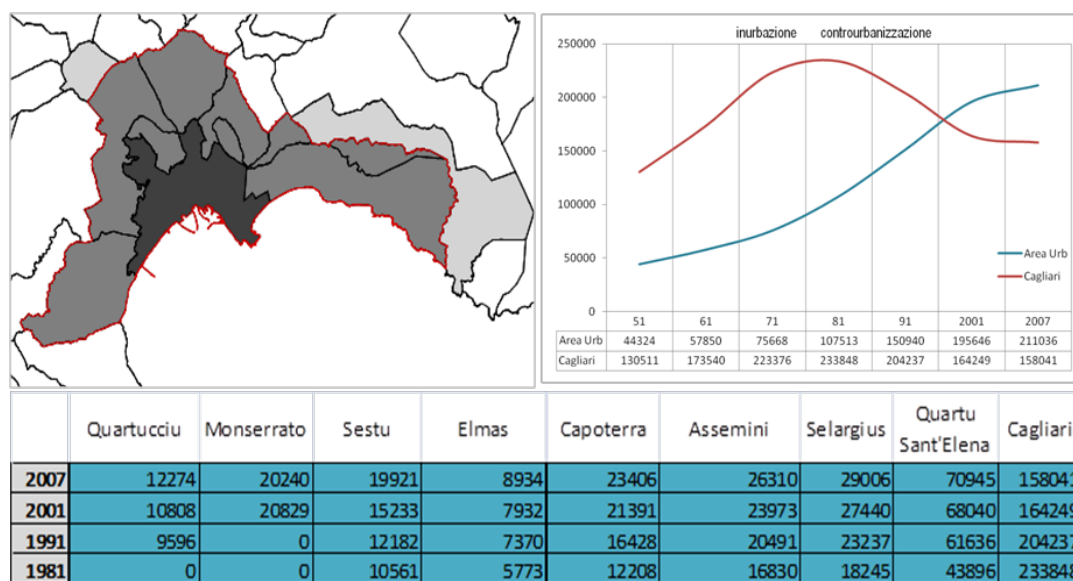 inurbazione controurbanizzazione
250000
200000
150000
100000
50000
0
Area Urb
Cagliari
51 61 71 81 91 2001 2007
Area Urb 44324 57850 75668 107513 150940 195646 211036
Cagliari 130511 173540 223376 233848 204237 164249 158041
Quartucciu Monserrato Sestu Elmas Capoterra Assemini Selargius Quartu Sant'Elena Cagliari
2007 12274 20240 19921 8934 23406 26310 29006 70945 158041
2001 10808 20829 15233 7932 21391 23973 27440 68040 164249
1991 9596 0 12182 7370 16428 20491 23237 61636 204237
1981 0 0 10561 5773 12208 16830 18245 43896 233848